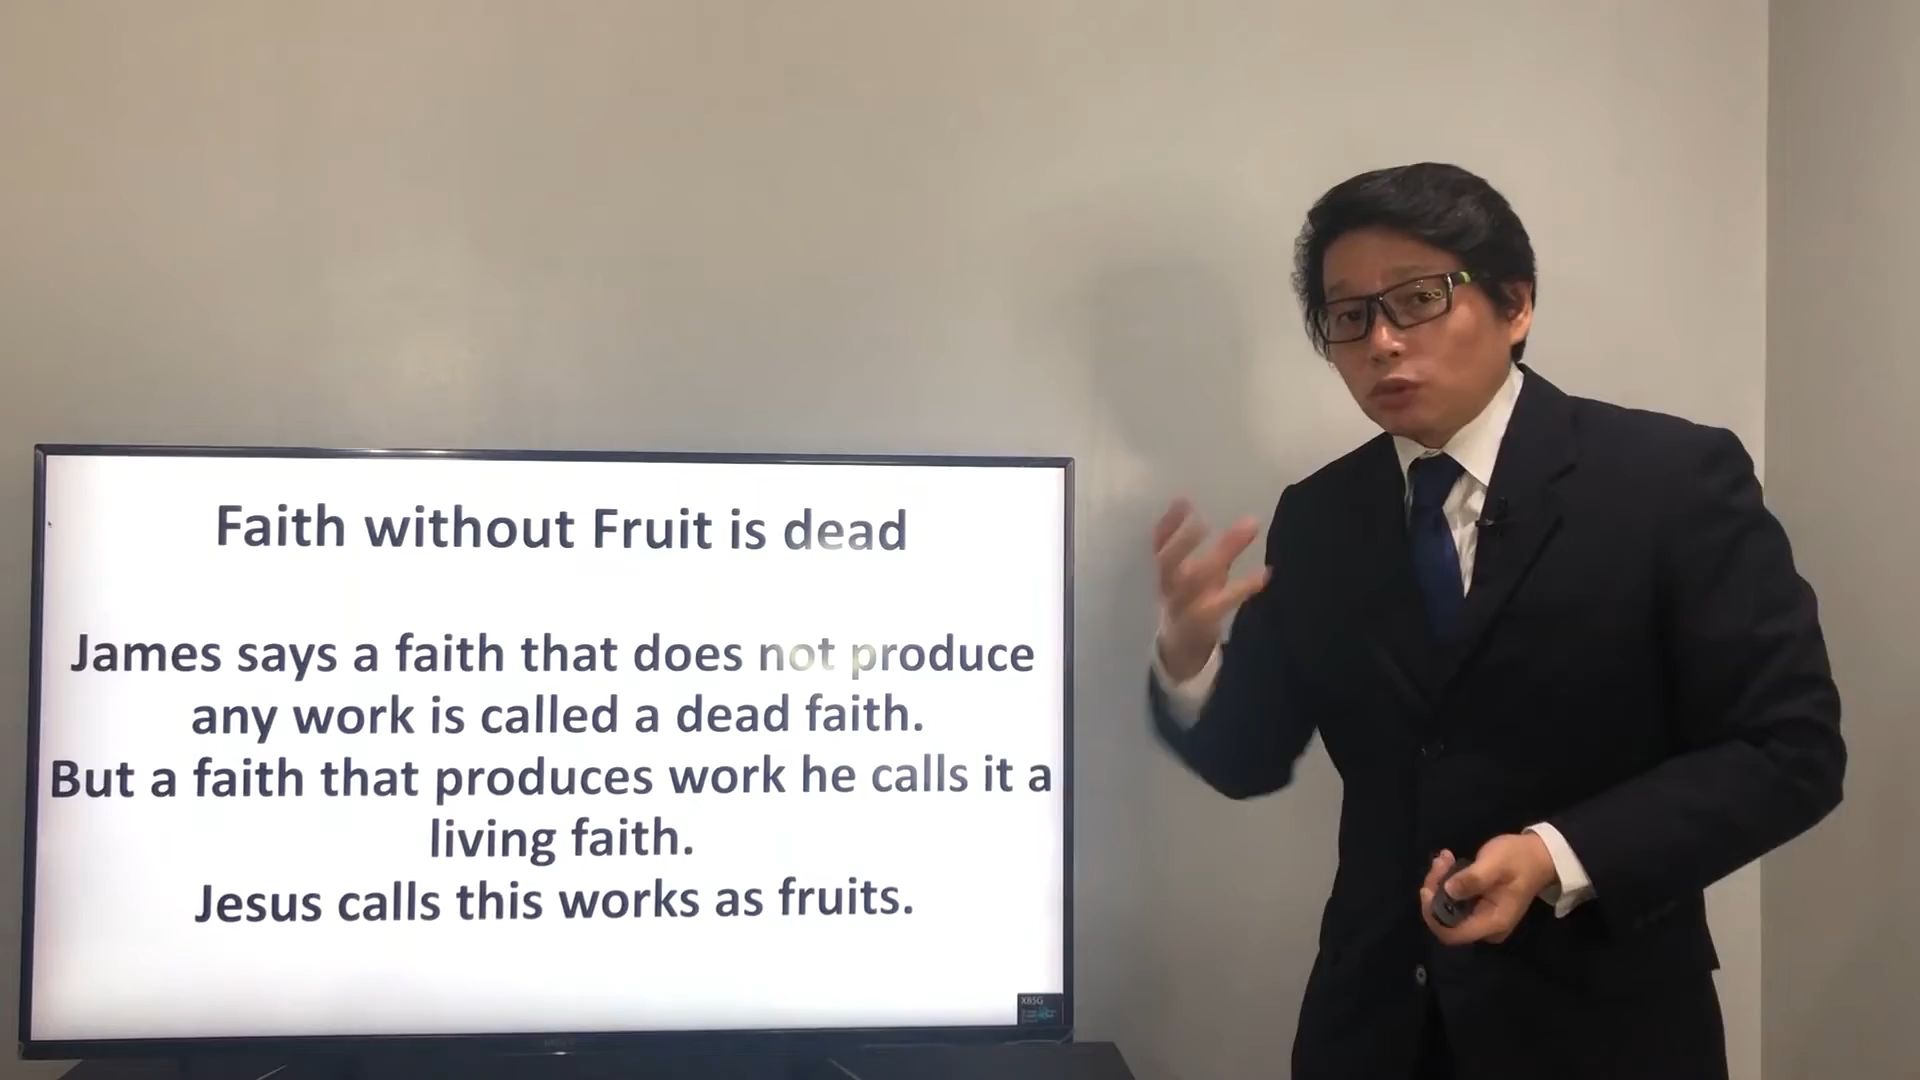 Faith without Fruit is dead
James says a faith that does not produce
any work is called a dead faith.
But a faith that produces work he calls it a
living faith.
Jesus calls this works as fruits.